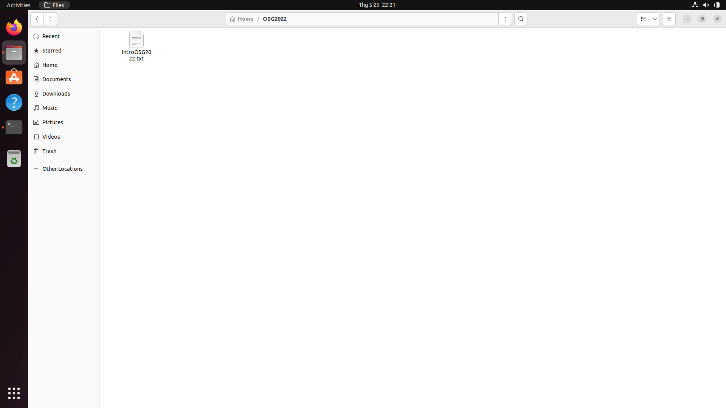 Activities
Files
Thg 5 25 22:21
Home / OSG2022
Recent
Starred
Home
Documents
Downloads
Music
Pictures
Videos
Trash
Other Locations
IntroOSG20
22.txt